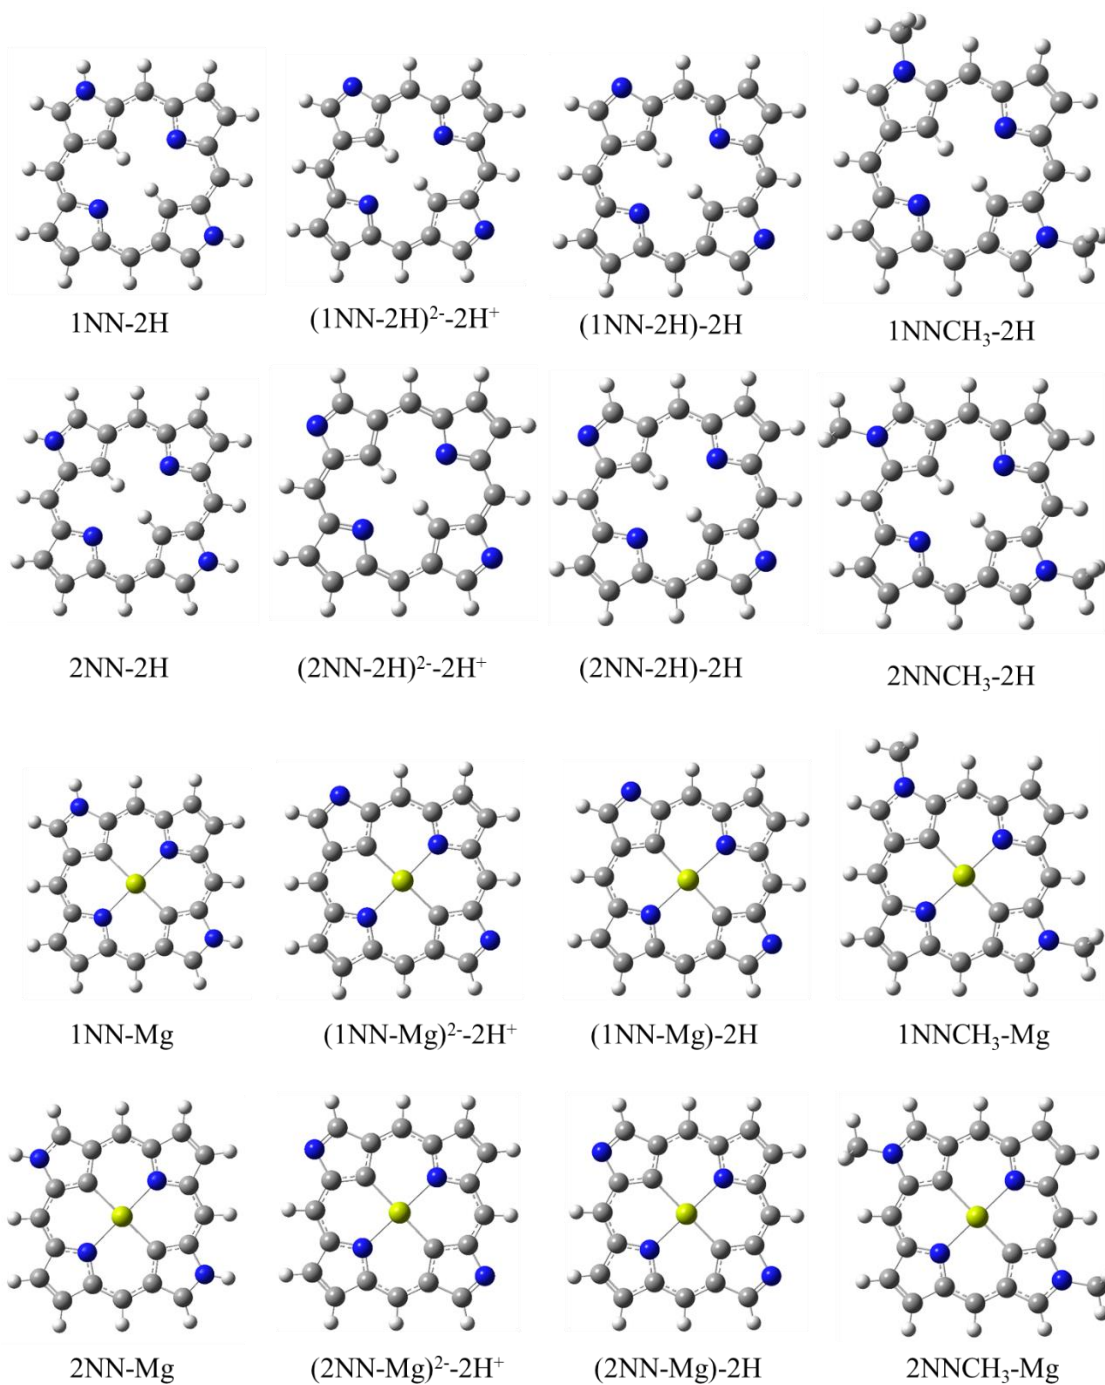 1NN-2H (1NN-2H)²⁻-2H⁺ (1NN-2H)-2H 1NNCH₃-2H
2NN-2H (2NN-2H)²⁻-2H⁺ (2NN-2H)-2H 2NNCH₃-2H
1NN-Mg (1NN-Mg)²⁻-2H⁺ (1NN-Mg)-2H 1NNCH₃-Mg
2NN-Mg (2NN-Mg)²⁻-2H⁺ (2NN-Mg)-2H 2NNCH₃-Mg